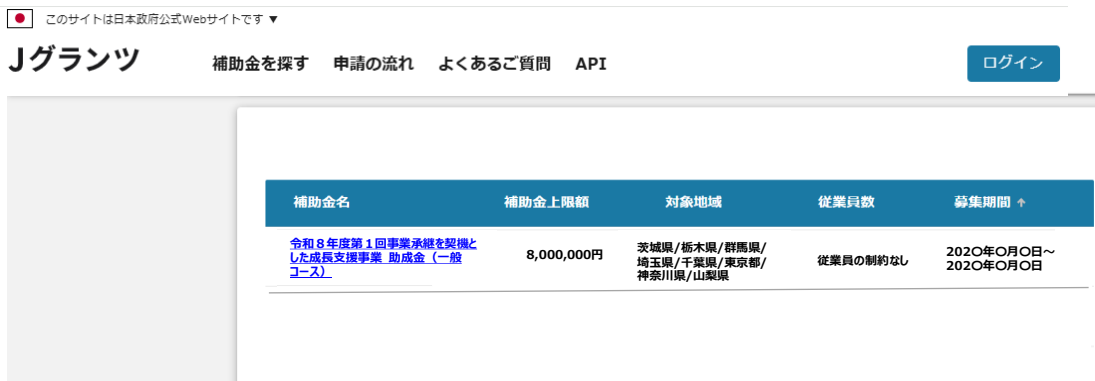 このサイトは日本政府公式Webサイトです ▼
Jグランツ
補助金を探す 申請の流れ よくあるご質問 API
ログイン
補助金名 補助金上限額 対象地域 従業員数 募集期間 ↑
令和８年度第１回事業承継を契機と
した成長支援事業 助成金（一般
コース）
8,000,000円
茨城県/栃木県/群馬県/
埼玉県/千葉県/東京都/
神奈川県/山梨県
従業員の制約なし
202〇年〇月〇日～
202〇年〇月〇日